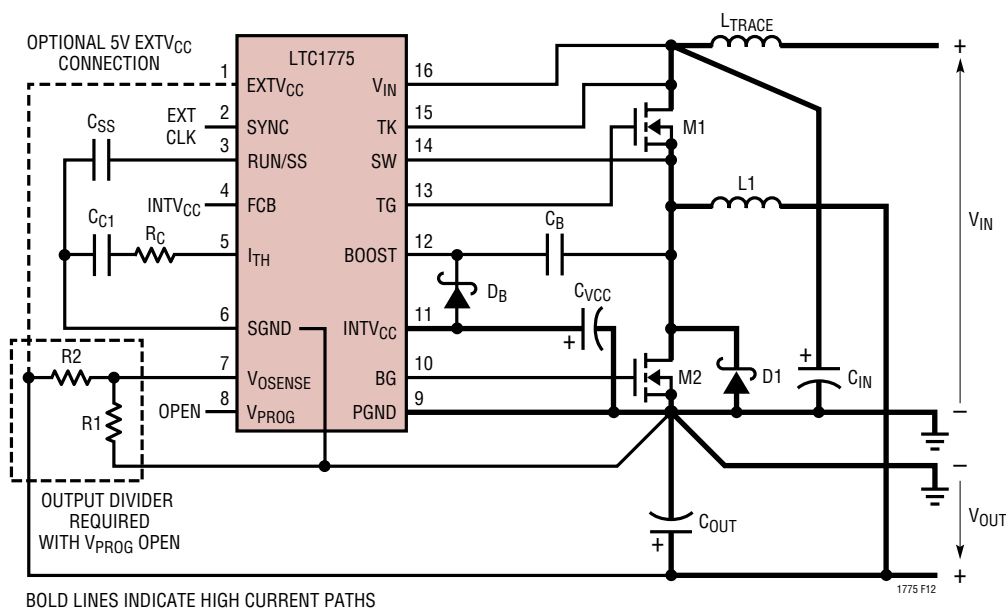 OPTIONAL 5V EXTVCC
CONNECTION
LTC1775
LTRACE
+
1
EXTVCC
16
VIN
EXT
CLK
2
SYNC
15
TK
M1
CSS
3
RUN/SS
14
SW
INTVCC
4
FCB
13
TG
L1
VIN
CC1
RC
5
ITH
12
BOOST
CB
DB
CVCC
6
SGND
11
INTVCC
+
+
R2
7
VOSENSE
10
BG
M2
D1
CIN
OPEN
8
VPROG
9
PGND
–
R1
–
OUTPUT DIVIDER
REQUIRED
WITH VPROG OPEN
COUT
+
VOUT
+
1775 F12
BOLD LINES INDICATE HIGH CURRENT PATHS